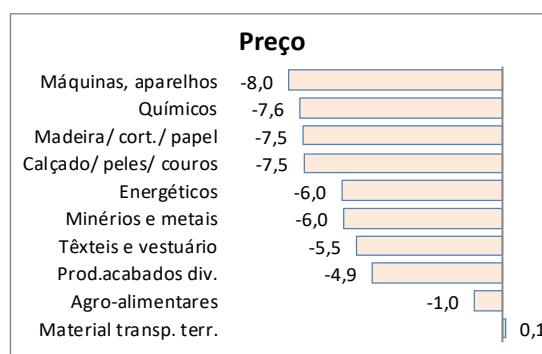 Preço
Máquinas, aparelhos -8,0
Químicos -7,6
Madeira/ cort./ papel -7,5
Calçado/ peles/ couros -7,5
Energéticos -6,0
Minérios e metais -6,0
Têxteis e vestuário -5,5
Prod.acabados div. -4,9
Agro-alimentares -1,0
Material transp. terr. 0,1